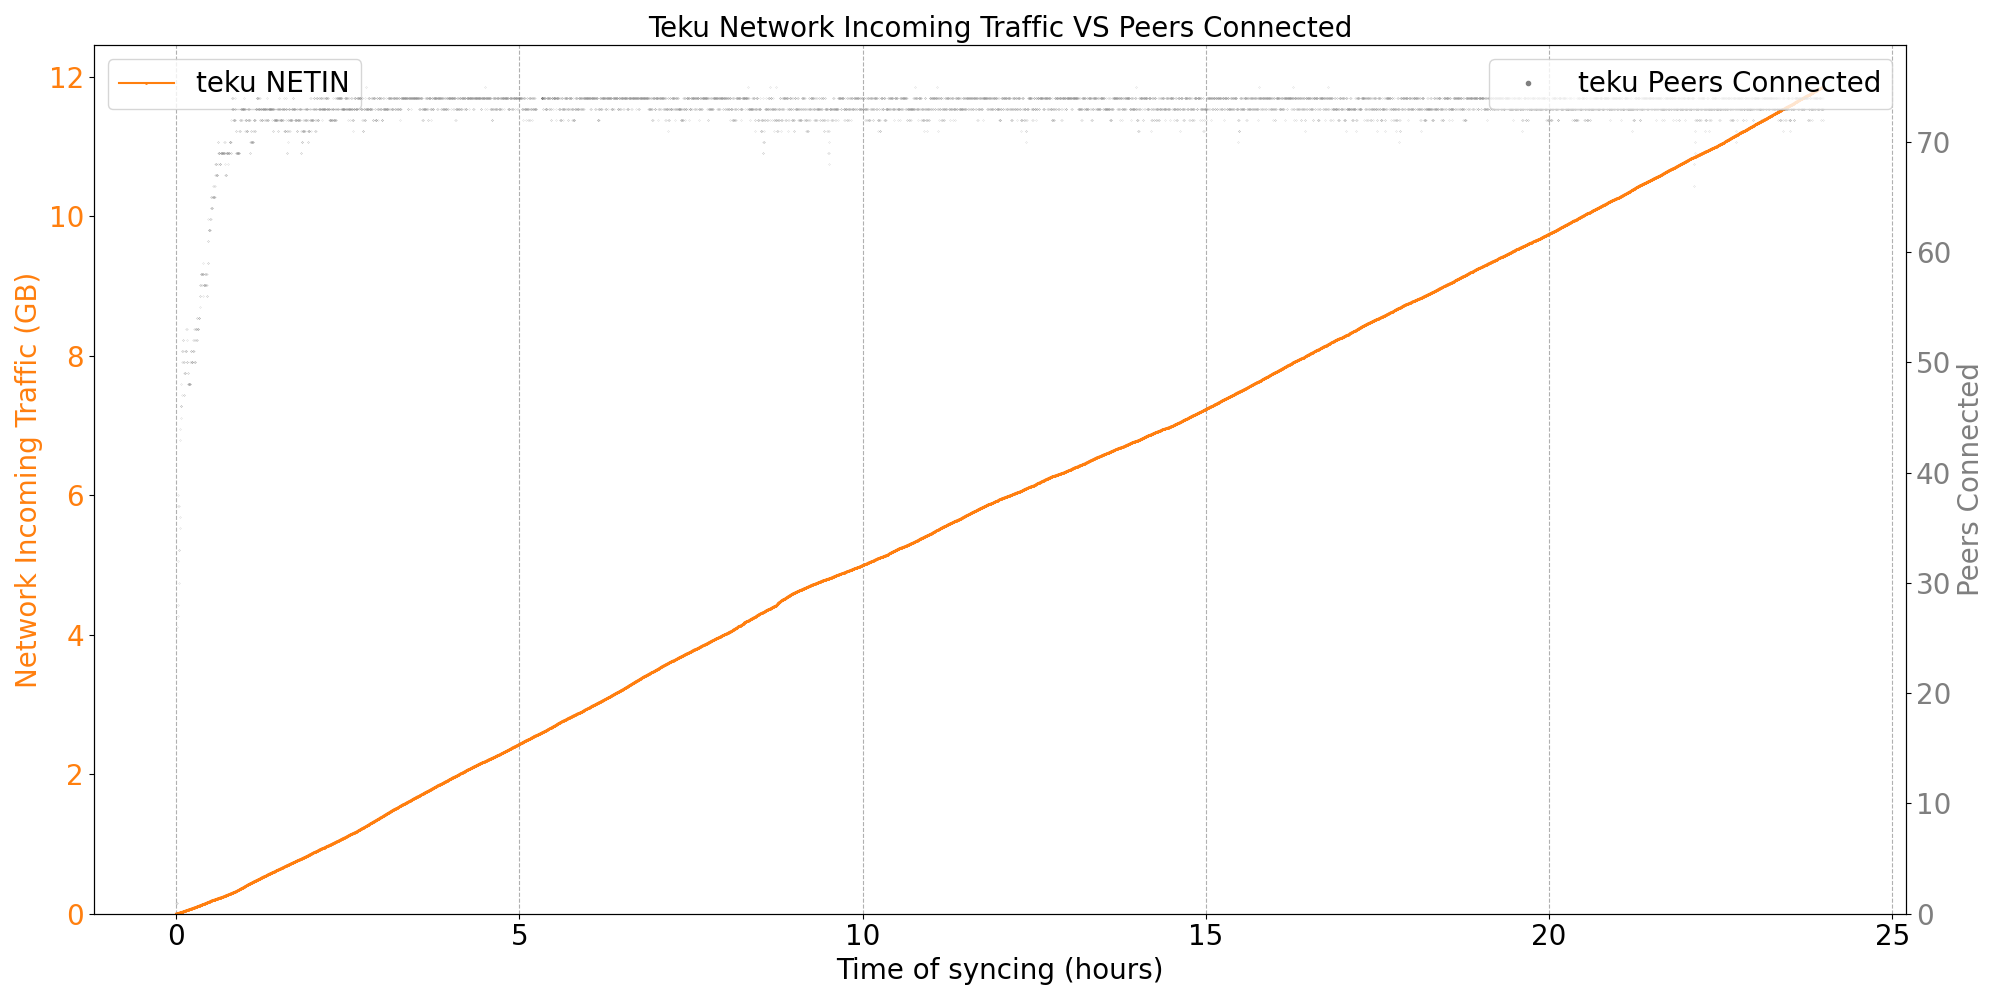 Teku Network Incoming Traffic VS Peers Connected
teku NETIN
teku Peers Connected
Network Incoming Traffic (GB)
12
10
8
6
4
2
0
70
60
50
40
30
20
10
0
Peers Connected
0 5 10 15 20 25
Time of syncing (hours)